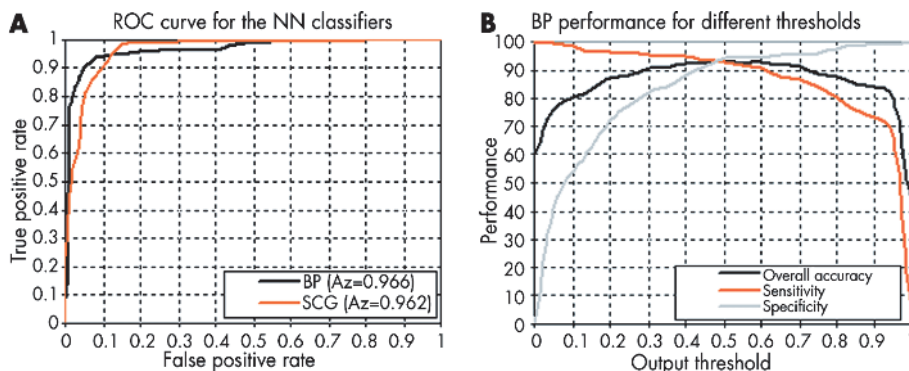 A
ROC curve for the NN classifiers
True positive rate
1
0.9
0.8
0.7
0.6
0.5
0.4
0.3
0.2
0.1
0
BP (Az=0.966)
SCG (Az=0.962)
0 0.1 0.2 0.3 0.4 0.5 0.6 0.7 0.8 0.9 1
False positive rate
B
BP performance for different thresholds
Performance
100
90
80
70
60
50
40
30
20
10
0
Overall accuracy
Sensitivity
Specificity
0 0.1 0.2 0.3 0.4 0.5 0.6 0.7 0.8 0.9
Output threshold